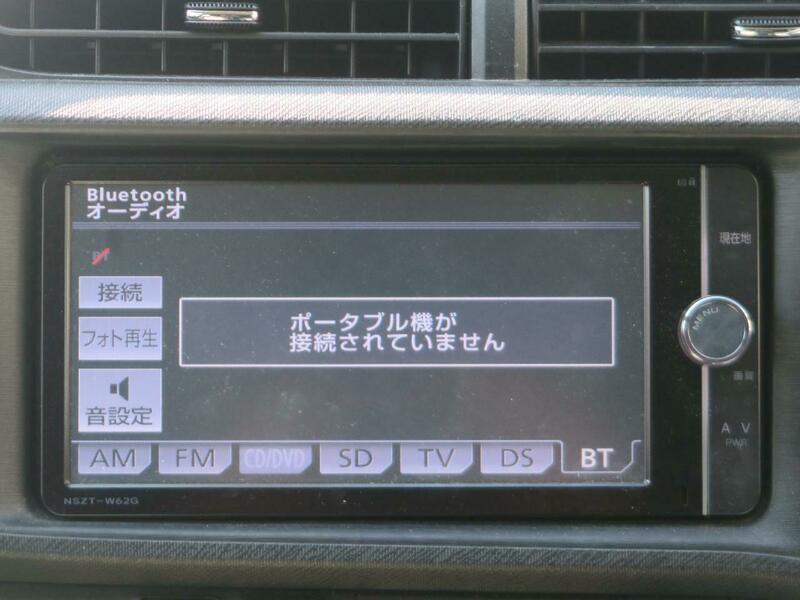 Bluetooth
オーディオ
BT
接続
フォト再生
音設定
ポータブル機が
接続されていません
AM
FM
CD/DVD
SD
TV
DS
BT
NSZT-W62G
現在地
MENU
画質
AV
PWR